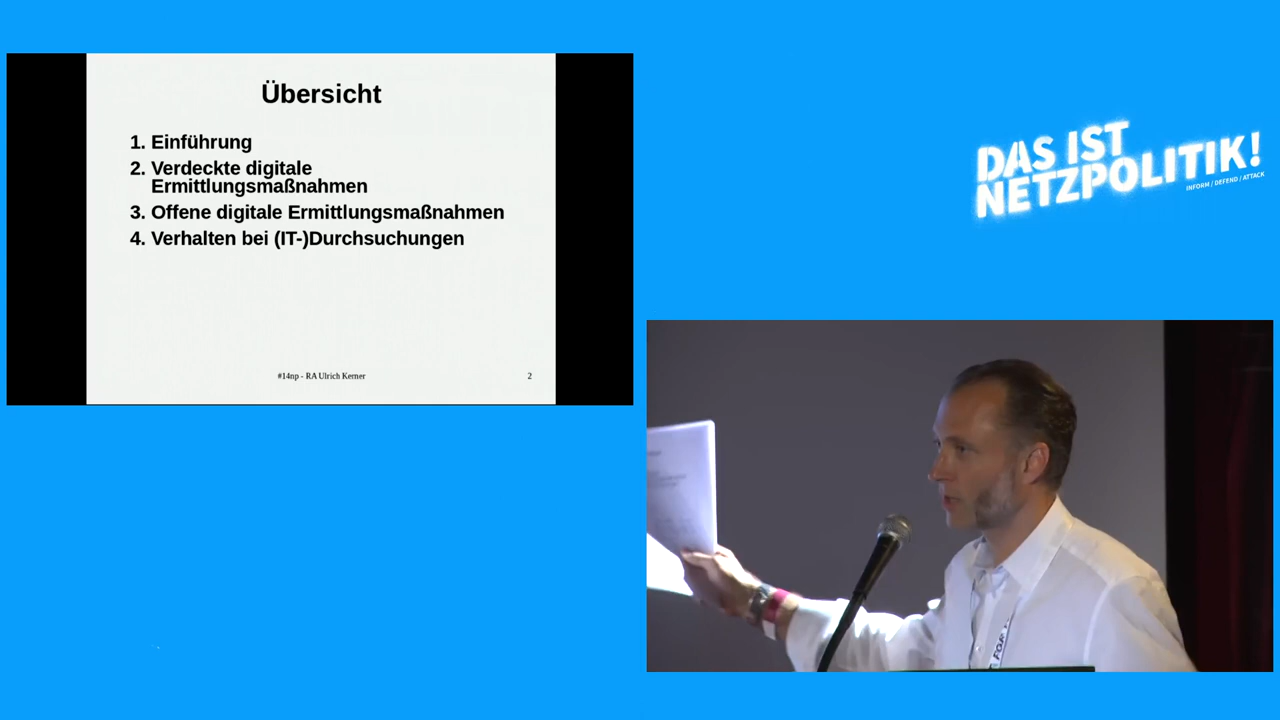 Übersicht
1. Einführung
2. Verdeckte digitale
Ermittlungsmaßnahmen
3. Offene digitale Ermittlungsmaßnahmen
4. Verhalten bei (IT-)Durchsuchungen
#14np - RA Ulrich Kerner
2
DAS IST
NETZPOLITIK!
INFORM / DEFEND / ATTACK